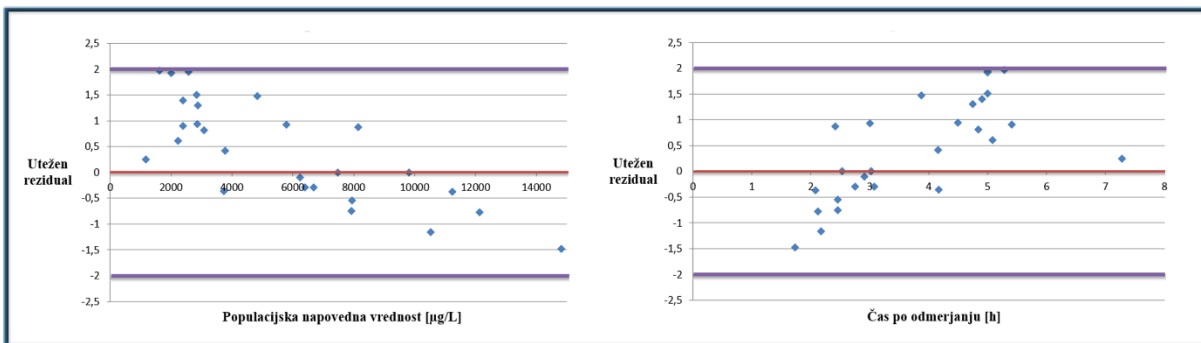 2,5
2
1,5
1
0,5
0
-0,5
-1
-1,5
-2
-2,5
0 2000 4000 6000 8000 10000 12000 14000
Utežen
rezidual
Populacijska napovedna vrednost [µg/L]
2,5
2
1,5
1
0,5
0
-0,5
-1
-1,5
-2
-2,5
0 1 2 3 4 5 6 7 8
Utežen
rezidual
Čas po odmerjanju [h]